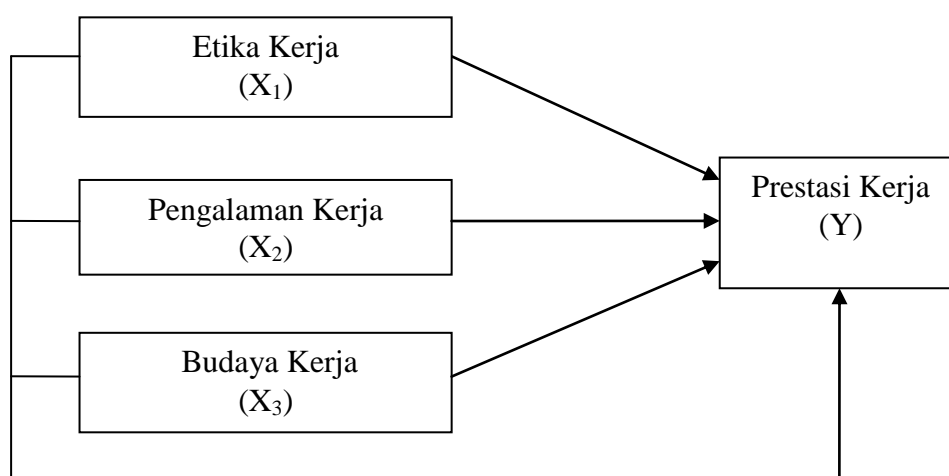 Etika Kerja
(X₁)
Pengalaman Kerja
(X₂)
Prestasi Kerja
(Y)
Budaya Kerja
(X₃)